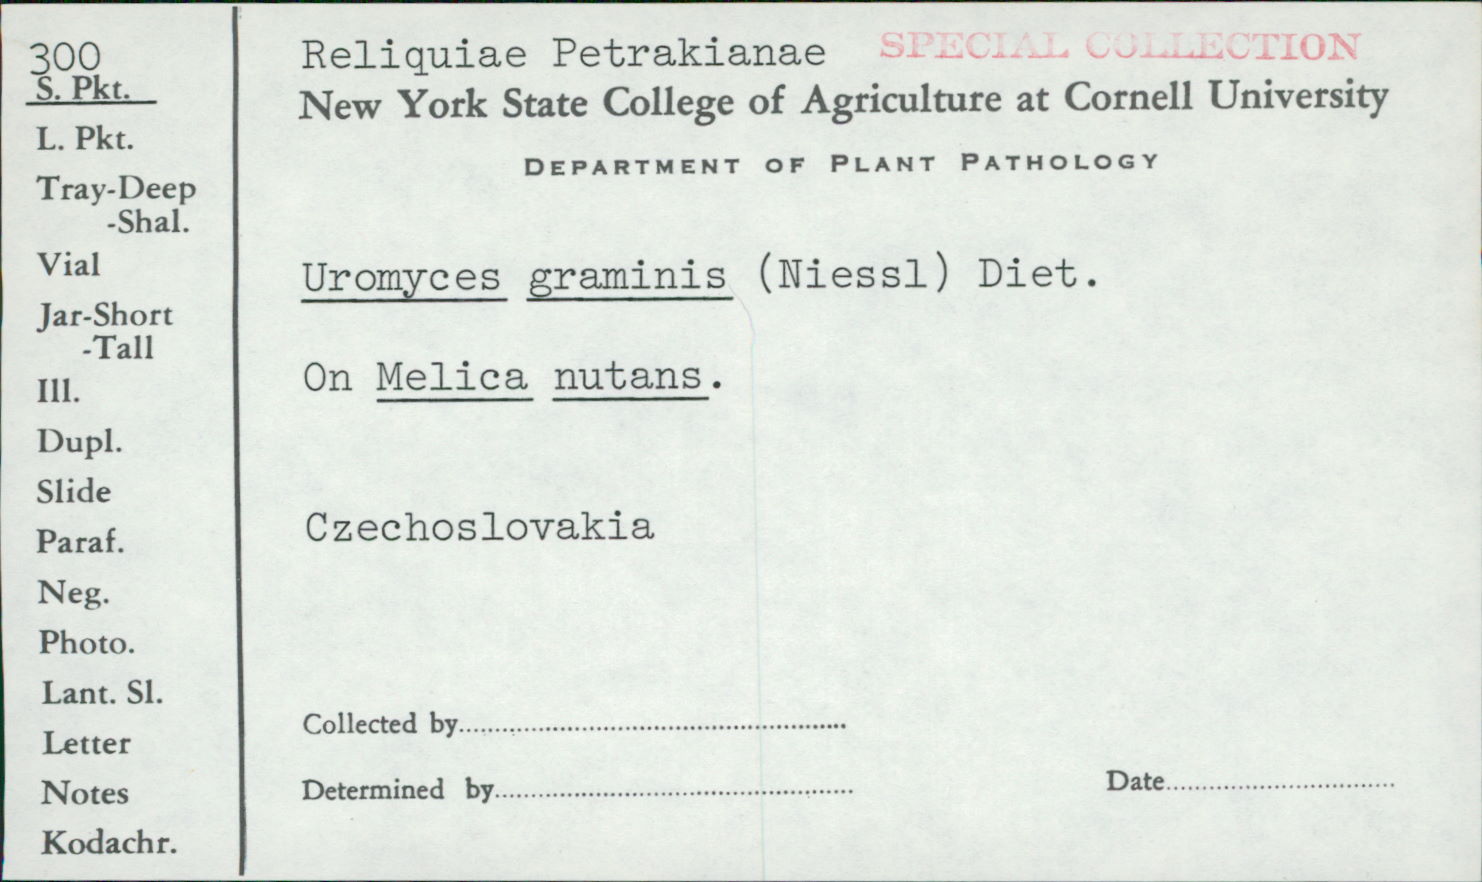 300
S. Pkt.
L. Pkt.
Tray-Deep
-Shal.
Vial
Jar-Short
-Tall
Ill.
Dupl.
Slide
Paraf.
Neg.
Photo.
Lant. Sl.
Letter
Notes
Kodachr.
Reliquiae Petrakianae SPECIAL COLLECTION
New York State College of Agriculture at Cornell University
DEPARTMENT OF PLANT PATHOLOGY
Uromyces graminis (Niessl) Diet.
On Melica nutans.
Czechoslovakia
Collected by
Determined by
Date